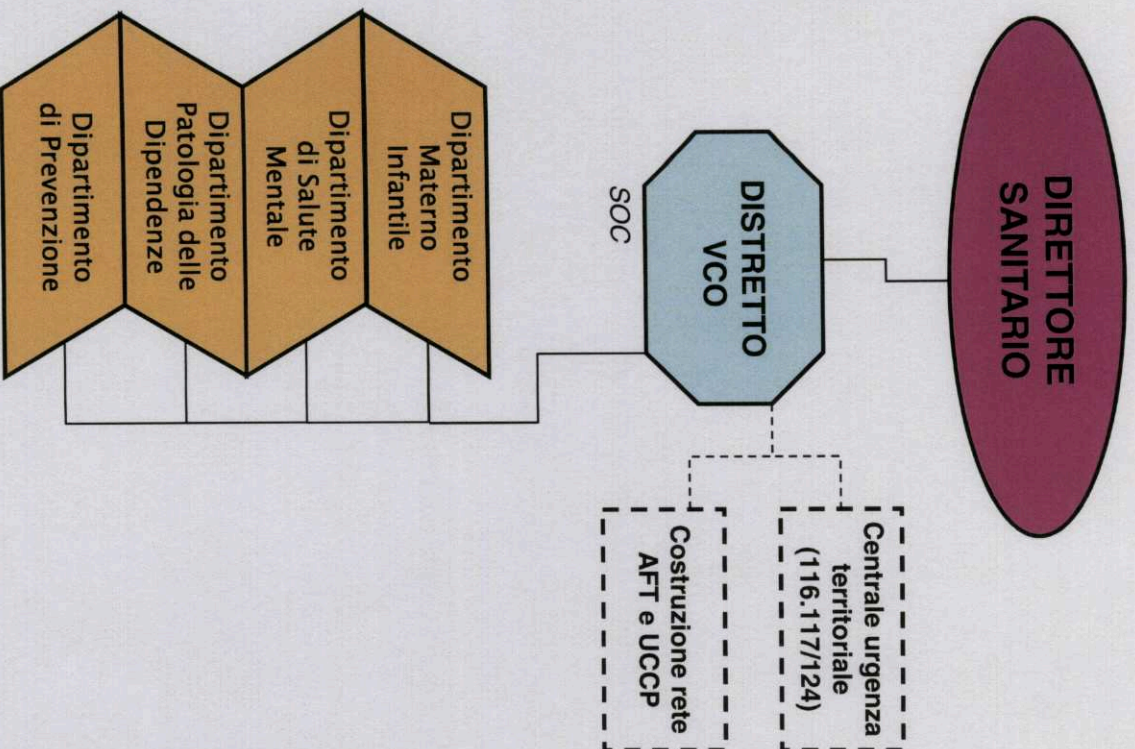 DIRETTORE
SANITARIO
DISTRETTO
VCO
SOC
Centrale urgenza
territoriale
(116.117/124)
Costruzione rete
AFT e UCCP
Dipartimento
Materno
Infantile
Dipartimento
di Salute
Mentale
Dipartimento
Patologia delle
Dipendenze
Dipartimento
di Prevenzione